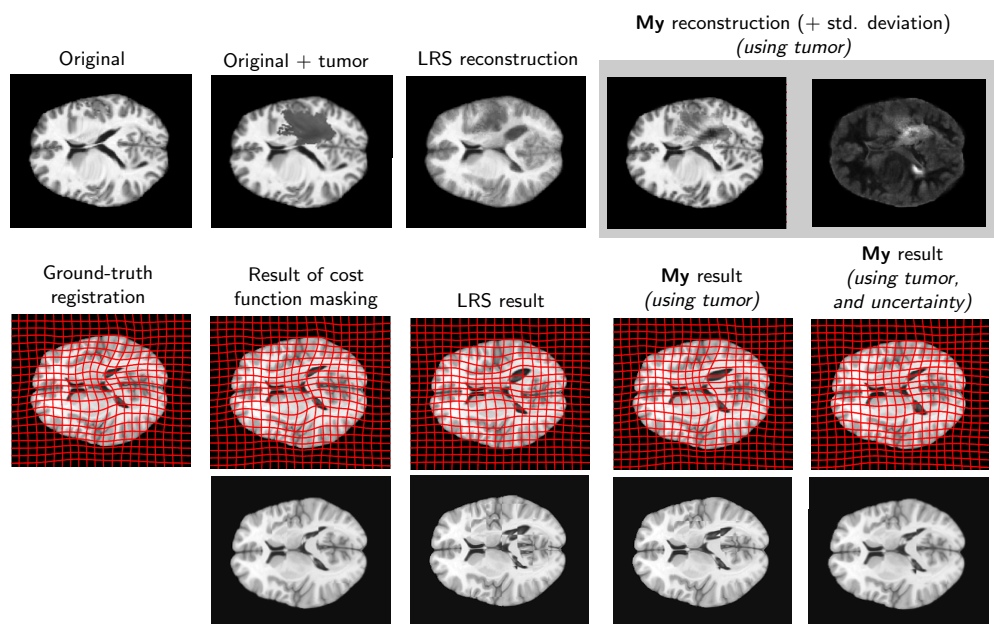 My reconstruction (+ std. deviation)
(using tumor)
Original
Original + tumor
LRS reconstruction
Ground-truth
registration
Result of cost
function masking
LRS result
My result
(using tumor)
My result
(using tumor,
and uncertainty)